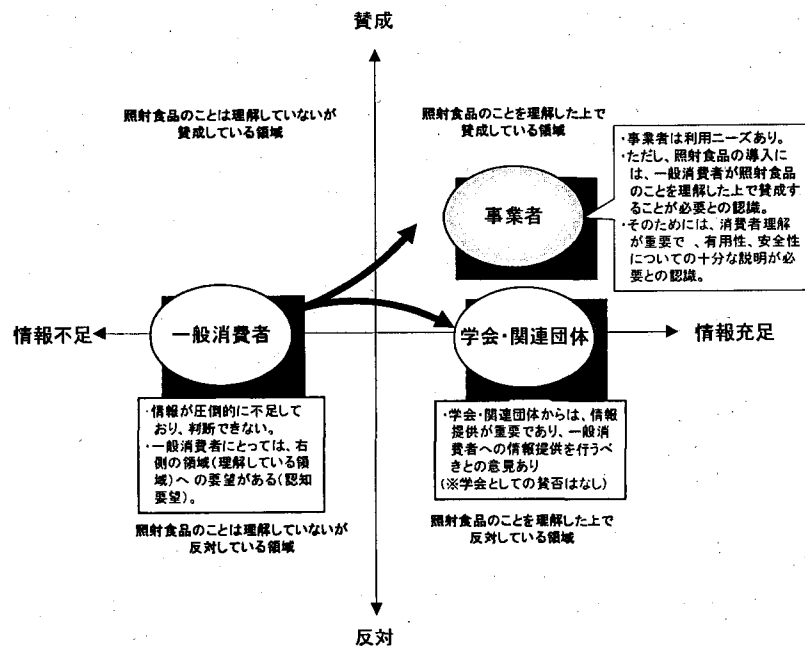 賛成
照射食品のことは理解していないが
賛成している領域
照射食品のことを理解した上で
賛成している領域
・事業者は利用ニーズあり。
・ただし、照射食品の導入に
は、一般消費者が照射食品
のことを理解した上で賛成す
ることが必要との認識。
・そのためには、消費者理解
が重要で 、有用性、安全性
についての十分な説明が必
要との認識。
事業者
情報不足
一般消費者
学会・関連団体
情報充足
・情報が圧倒的に不足して
おり、判断できない。
・一般消費者にとっては、右
側の領域(理解している領
域)へ の要望がある(認知
要望)。
・学会・関連団体からは、情報
提供が重要であり、一般消
費者への情報提供を行うべ
きとの意見あり
(※学会としての賛否はなし)
照射食品のことは理解していないが
反対している領域
照射食品のことを理解した上で
反対している領域
反対